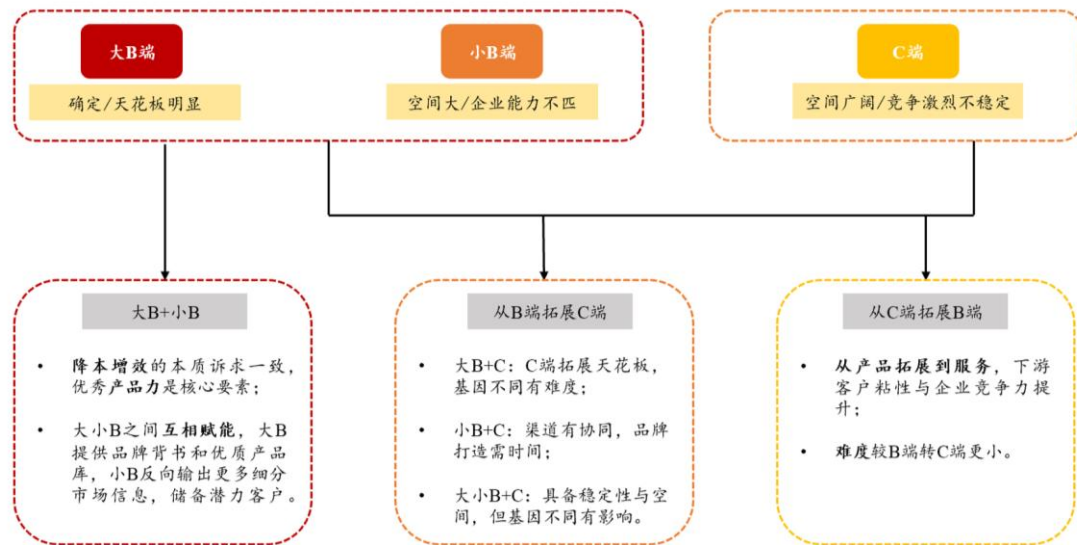 大B端
小B端
C端
确定/天花板明显
空间大/企业能力不匹
空间广阔/竞争激烈不稳定
大B+小B
• 降本增效的本质诉求一致，
优秀产品力是核心要素；
• 大小B之间互相赋能，大B
提供品牌背书和优质产品
库，小B反向输出更多细分
市场信息，储备潜力客户。
从B端拓展C端
• 大B+C：C端拓展天花板，
基因不同有难度；
• 小B+C：渠道有协同，品牌
打造需时间；
• 大小B+C：具备稳定性与空
间，但基因不同有影响。
从C端拓展B端
• 从产品拓展到服务，下游
客户粘性与企业竞争力提
升；
• 难度较B端转C端更小。